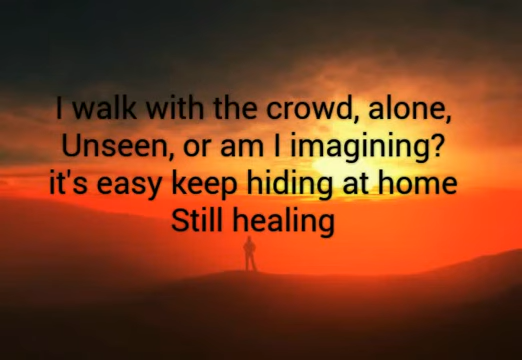 I walk with the crowd, alone,
Unseen, or am I imagining?
it's easy keep hiding at home
Still healing